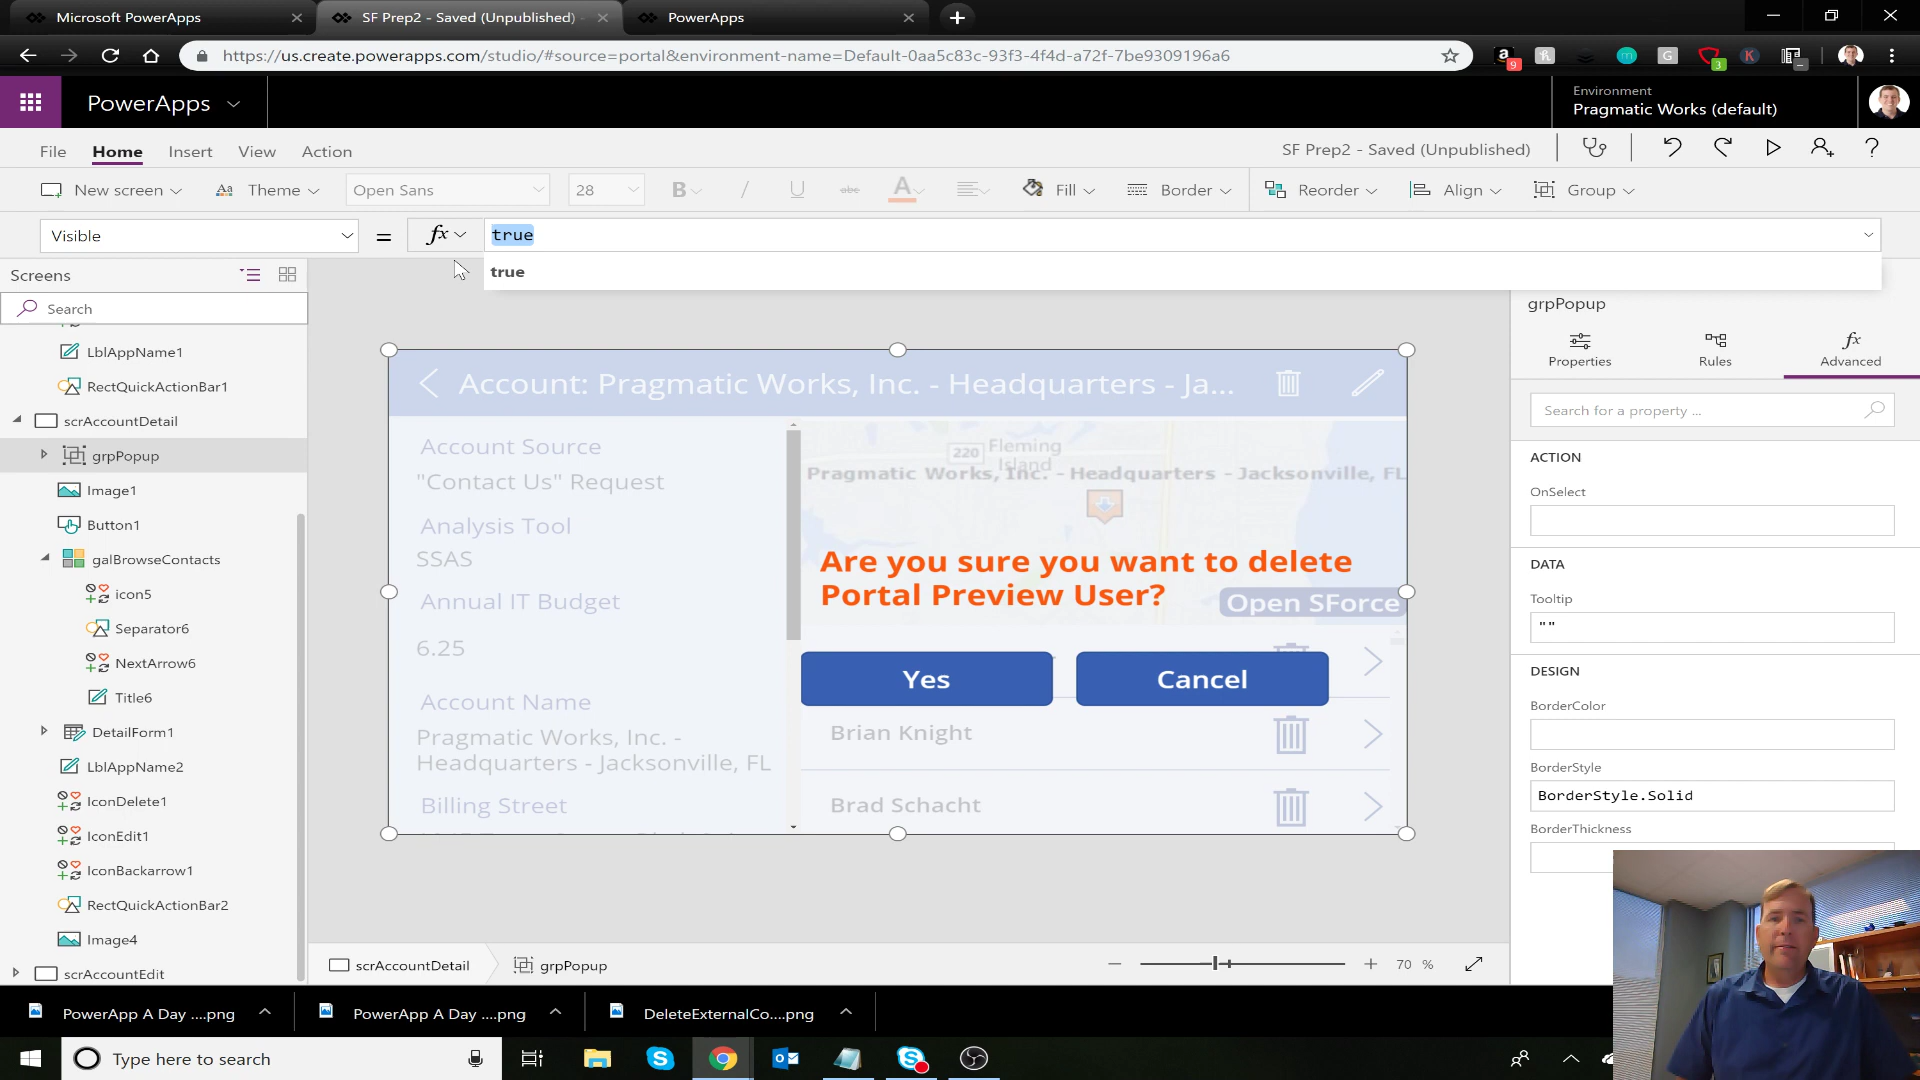 Microsoft PowerApps
SF Prep2 - Saved (Unpublished) -
PowerApps
https://us.create.powerapps.com/studio/#source=portal&environment-name=Default-0aa5c83c-93f3-4f4d-a72f-7be9309196a6
PowerApps
Environment
Pragmatic Works (default)
File Home Insert View Action
SF Prep2 - Saved (Unpublished)
New screen Theme Open Sans 28 B I U abc A Fill Border Reorder Align Group
Visible = fx true
true
Screens
Search
LblAppName1
RectQuickActionBar1
scrAccountDetail
grpPopup
Image1
Button1
galBrowseContacts
icon5
Separator6
NextArrow6
Title6
DetailForm1
LblAppName2
IconDelete1
IconEdit1
IconBackarrow1
RectQuickActionBar2
Image4
scrAccountEdit
Account: Pragmatic Works, Inc. - Headquarters - Ja...
Account Source
"Contact Us" Request
Analysis Tool
SSAS
Annual IT Budget
6.25
Account Name
Pragmatic Works, Inc. -
Headquarters - Jacksonville, FL
Billing Street
220 Fleming
Island
Pragmatic Works, Inc. - Headquarters - Jacksonville, FL
Are you sure you want to delete
Portal Preview User?
Open SForce
Yes Cancel
Brian Knight
Brad Schacht
grpPopup
Properties Rules Advanced
Search for a property ...
ACTION
OnSelect
DATA
Tooltip
""
DESIGN
BorderColor
BorderStyle
BorderStyle.Solid
BorderThickness
scrAccountDetail grpPopup
70 %
PowerApp A Day ....png
PowerApp A Day ....png
DeleteExternalCo....png
Type here to search